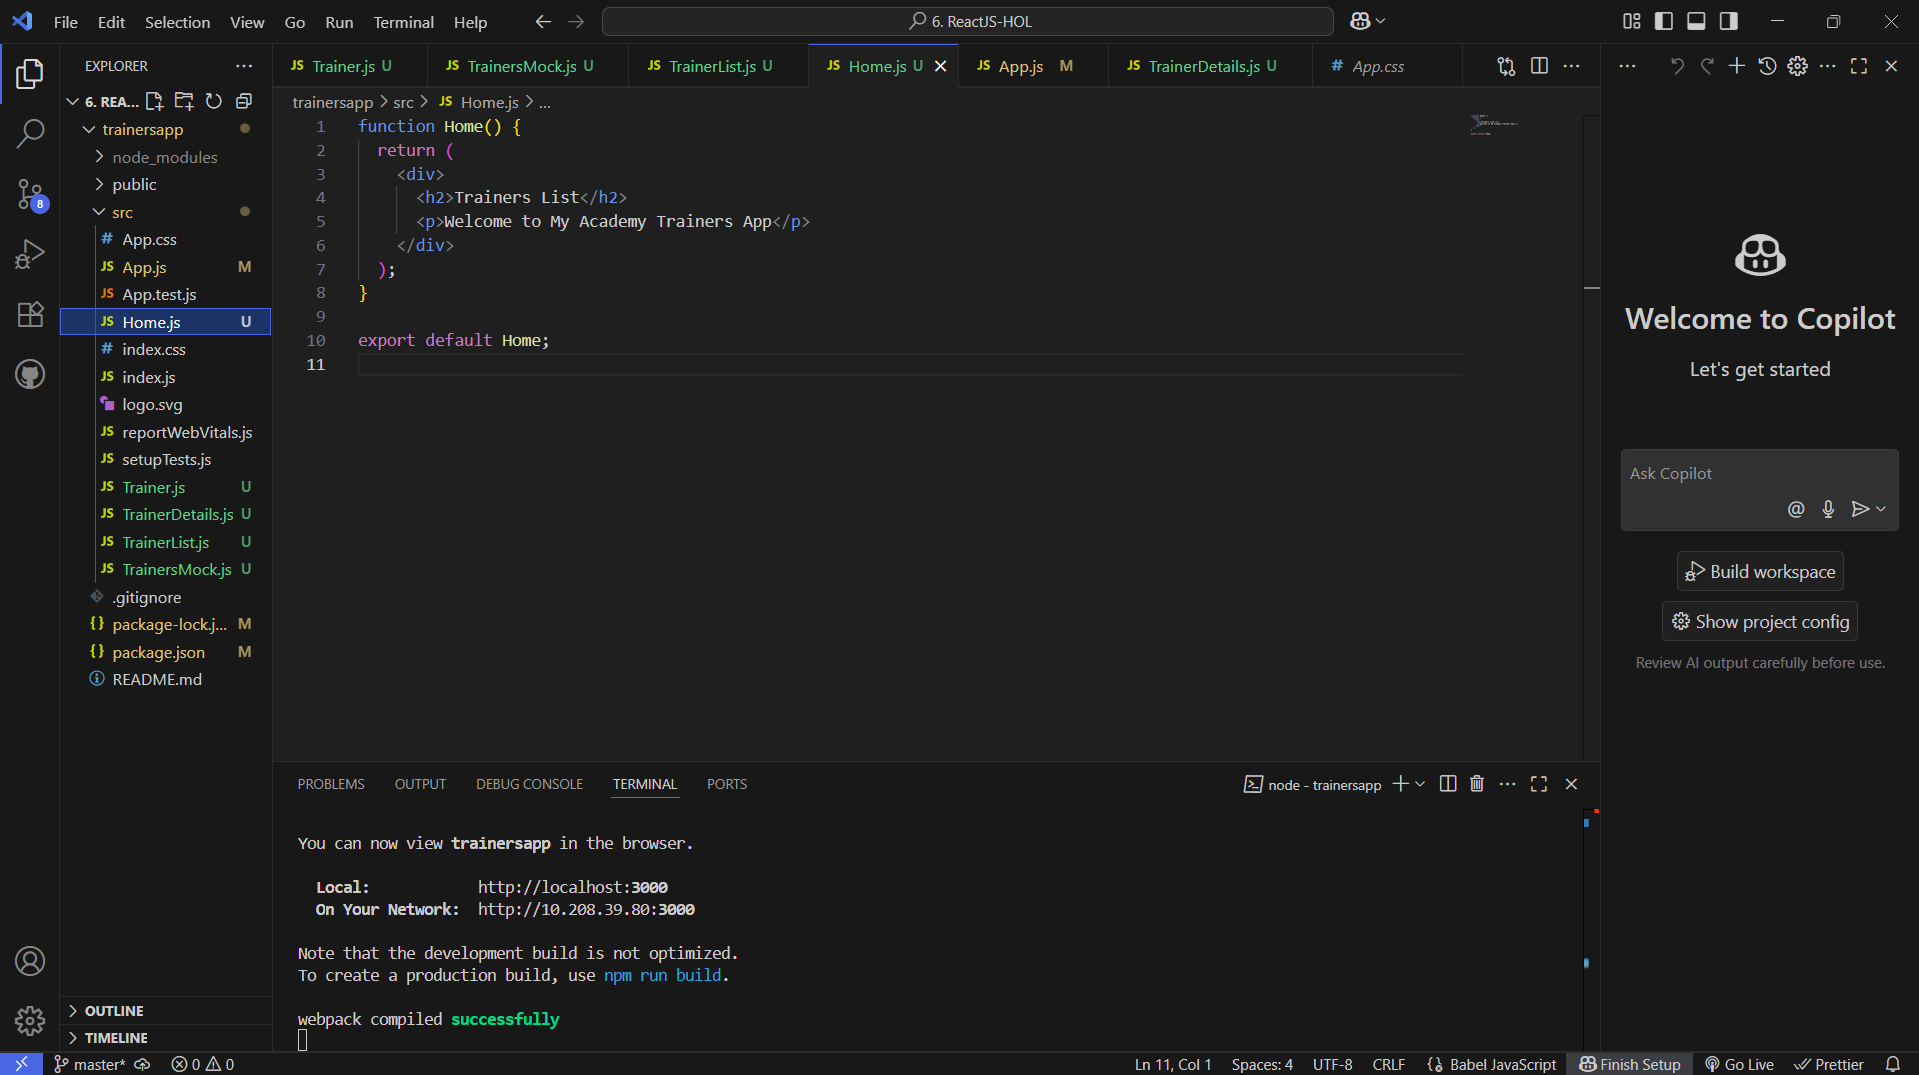 File Edit Selection View Go Run Terminal Help
6. ReactJS-HOL
EXPLORER
6. REA...
trainersapp
node_modules
public
src
App.css
App.js M
App.test.js
Home.js U
index.css
index.js
logo.svg
reportWebVitals.js
setupTests.js
Trainer.js U
TrainerDetails.js U
TrainerList.js U
TrainersMock.js U
.gitignore
package-lock.j... M
package.json M
README.md
OUTLINE
TIMELINE
8
JS Trainer.js U JS TrainersMock.js U JS TrainerList.js U JS Home.js U JS App.js M JS TrainerDetails.js U # App.css
trainersapp > src > JS Home.js > ...
1 function Home() {
2 return (
3 <div>
4 <h2>Trainers List</h2>
5 <p>Welcome to My Academy Trainers App</p>
6 </div>
7 );
8 }
9
10 export default Home;
11
PROBLEMS OUTPUT DEBUG CONSOLE TERMINAL PORTS
node - trainersapp
You can now view trainersapp in the browser.
Local: http://localhost:3000
On Your Network: http://10.208.39.80:3000
Note that the development build is not optimized.
To create a production build, use npm run build.
webpack compiled successfully
Welcome to Copilot
Let's get started
Ask Copilot
Build workspace
Show project config
Review AI output carefully before use.
master* 0 0 Ln 11, Col 1 Spaces: 4 UTF-8 CRLF {} Babel JavaScript Finish Setup Go Live Prettier